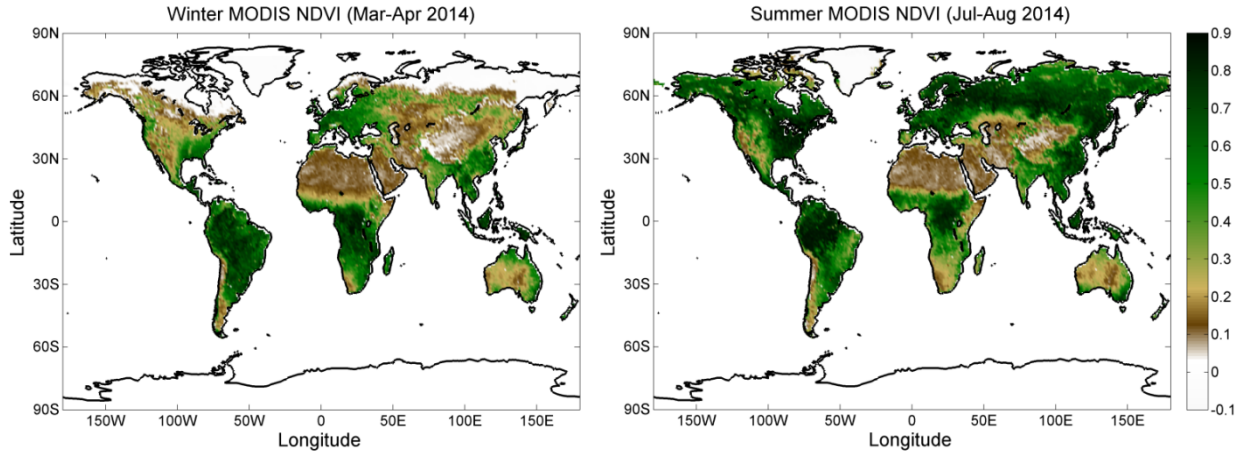 Winter MODIS NDVI (Mar-Apr 2014)
90N
60N
30N
0
30S
60S
90S
Latitude
150W 100W 50W 0 50E 100E 150E
Longitude
Summer MODIS NDVI (Jul-Aug 2014)
90N
60N
30N
0
30S
60S
90S
Latitude
150W 100W 50W 0 50E 100E 150E
Longitude
0.9
0.8
0.7
0.6
0.5
0.4
0.3
0.2
0.1
0
-0.1